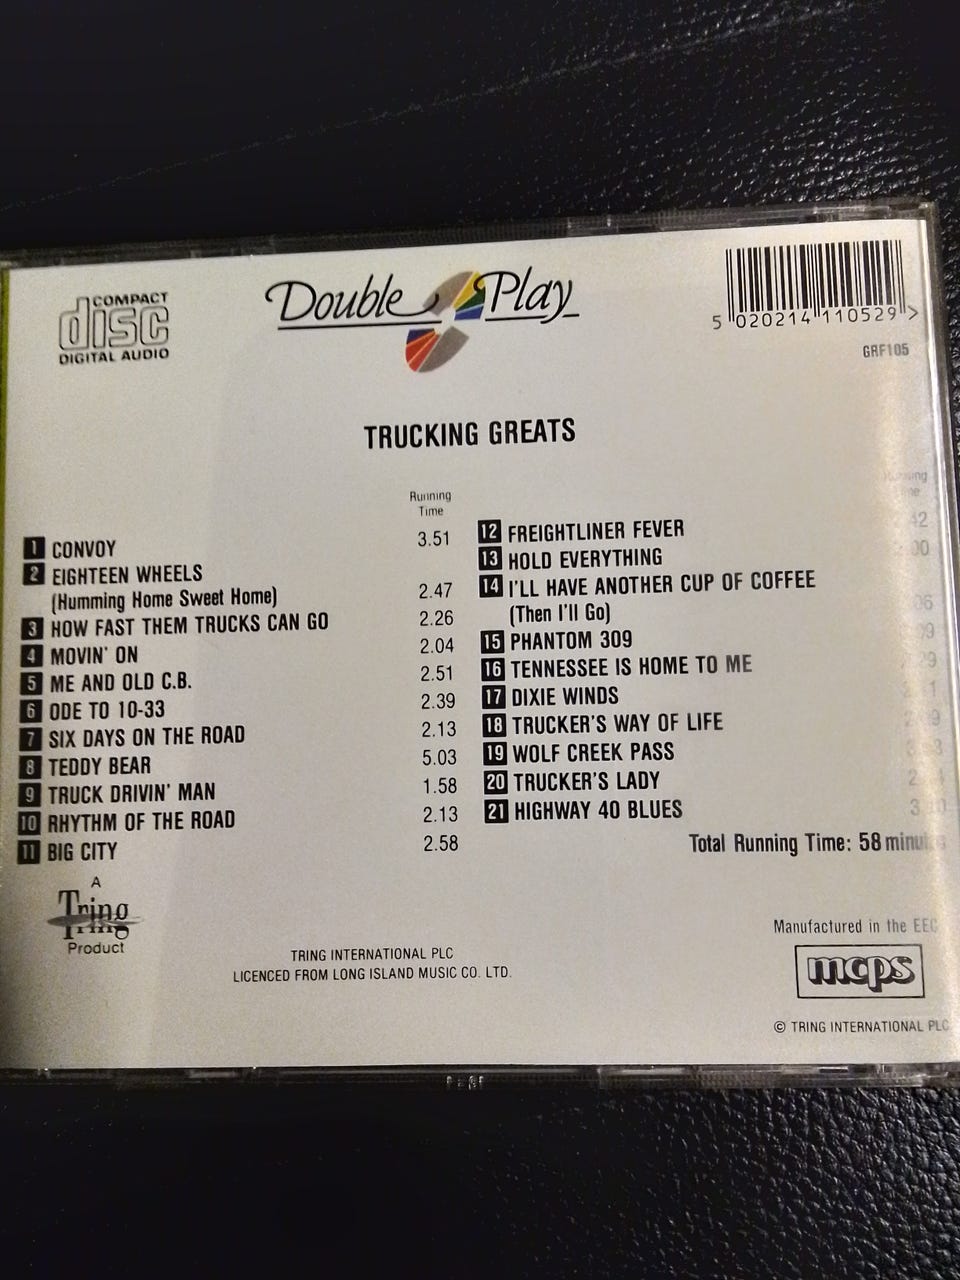 COMPACT
disc
DIGITAL AUDIO
Double Play
5 020214 110529 >
GRF105
TRUCKING GREATS
Running
Time
1 CONVOY 3.51
2 EIGHTEEN WHEELS
(Humming Home Sweet Home) 2.47
3 HOW FAST THEM TRUCKS CAN GO 2.26
4 MOVIN' ON 2.04
5 ME AND OLD C.B. 2.51
6 ODE TO 10-33 2.39
7 SIX DAYS ON THE ROAD 2.13
8 TEDDY BEAR 5.03
9 TRUCK DRIVIN' MAN 1.58
10 RHYTHM OF THE ROAD 2.13
11 BIG CITY 2.58
12 FREIGHTLINER FEVER
13 HOLD EVERYTHING
14 I'LL HAVE ANOTHER CUP OF COFFEE
(Then I'll Go)
15 PHANTOM 309
16 TENNESSEE IS HOME TO ME
17 DIXIE WINDS
18 TRUCKER'S WAY OF LIFE
19 WOLF CREEK PASS
20 TRUCKER'S LADY
21 HIGHWAY 40 BLUES
Total Running Time: 58 minutes
A
Tring
Product
TRING INTERNATIONAL PLC
LICENCED FROM LONG ISLAND MUSIC CO. LTD.
Manufactured in the EEC
mcps
© TRING INTERNATIONAL PLC